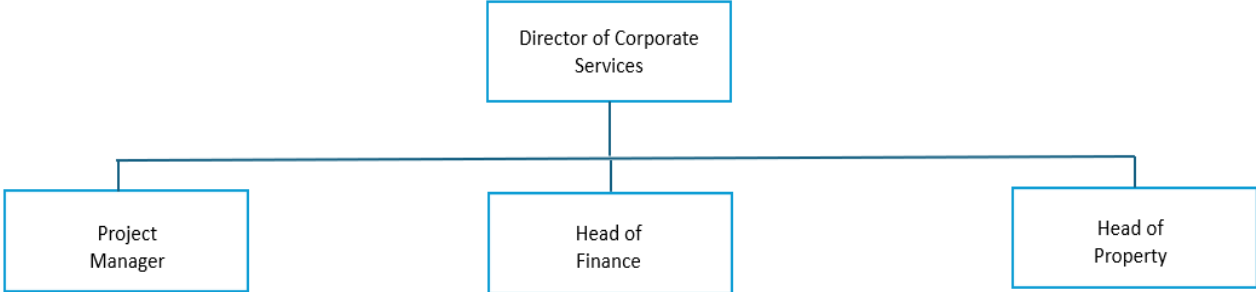 Director of Corporate
Services
Project
Manager
Head of
Finance
Head of
Property